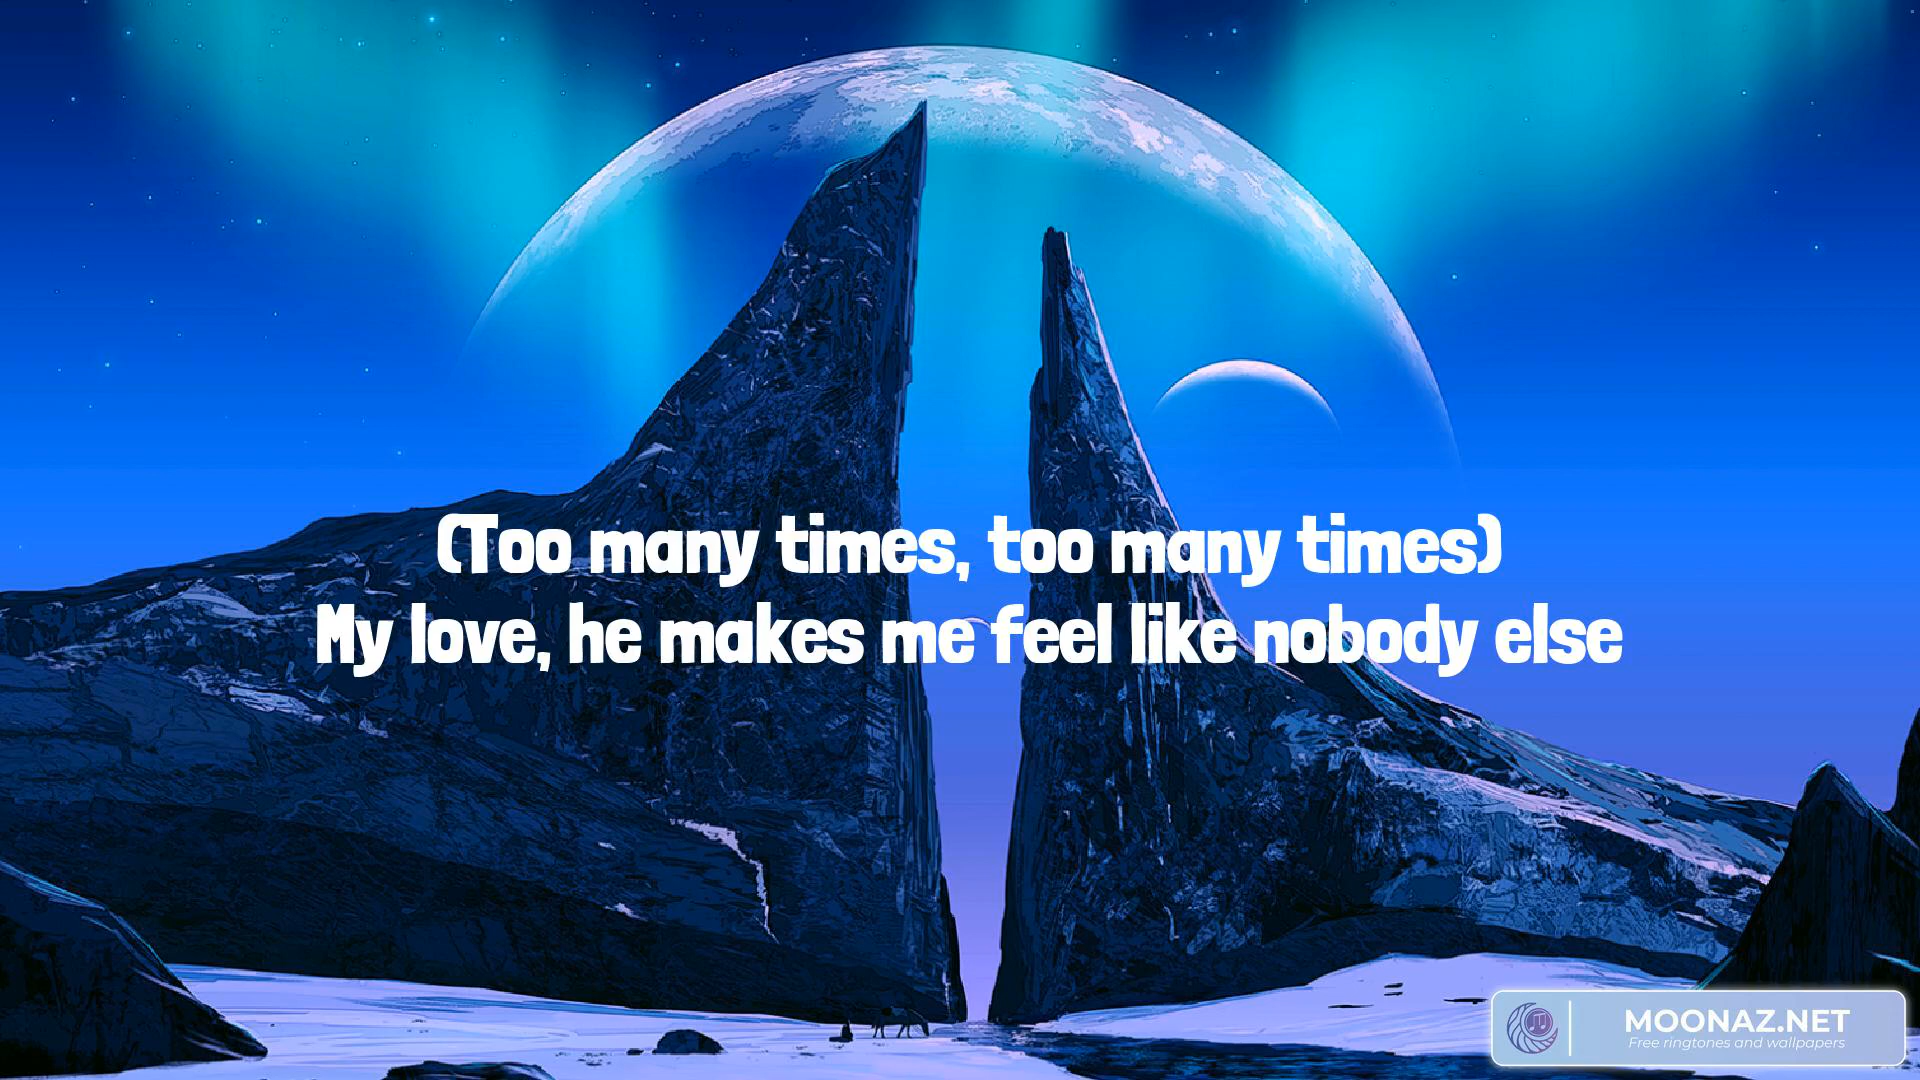 (Too many times, too many times)
My love, he makes me feel like nobody else
MOONAZ.NET
Free ringtones and wallpapers